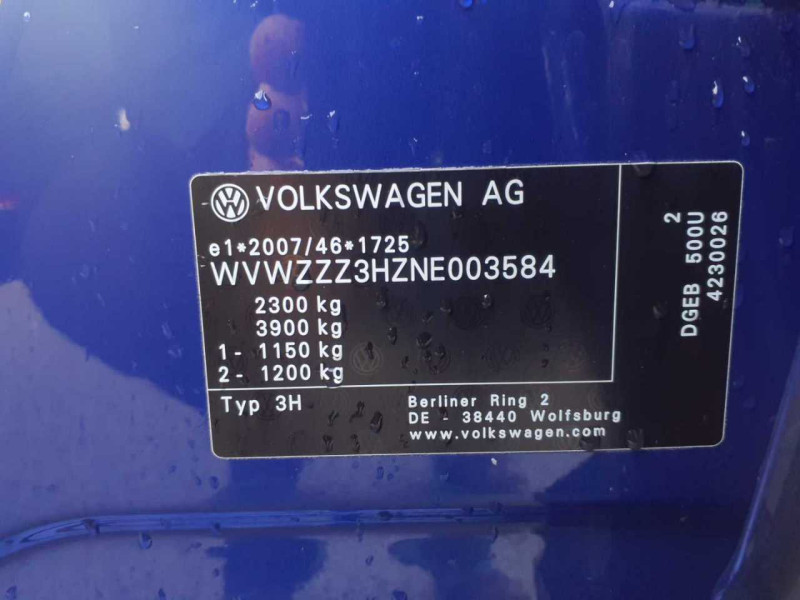 VOLKSWAGEN AG
e1*2007/46*1725
WVWZZZ3HZNE003584
2300 kg
3900 kg
1- 1150 kg
2- 1200 kg
Typ 3H
Berliner Ring 2
DE - 38440 Wolfsburg
www.volkswagen.com
2
DGEB 500U
4230026